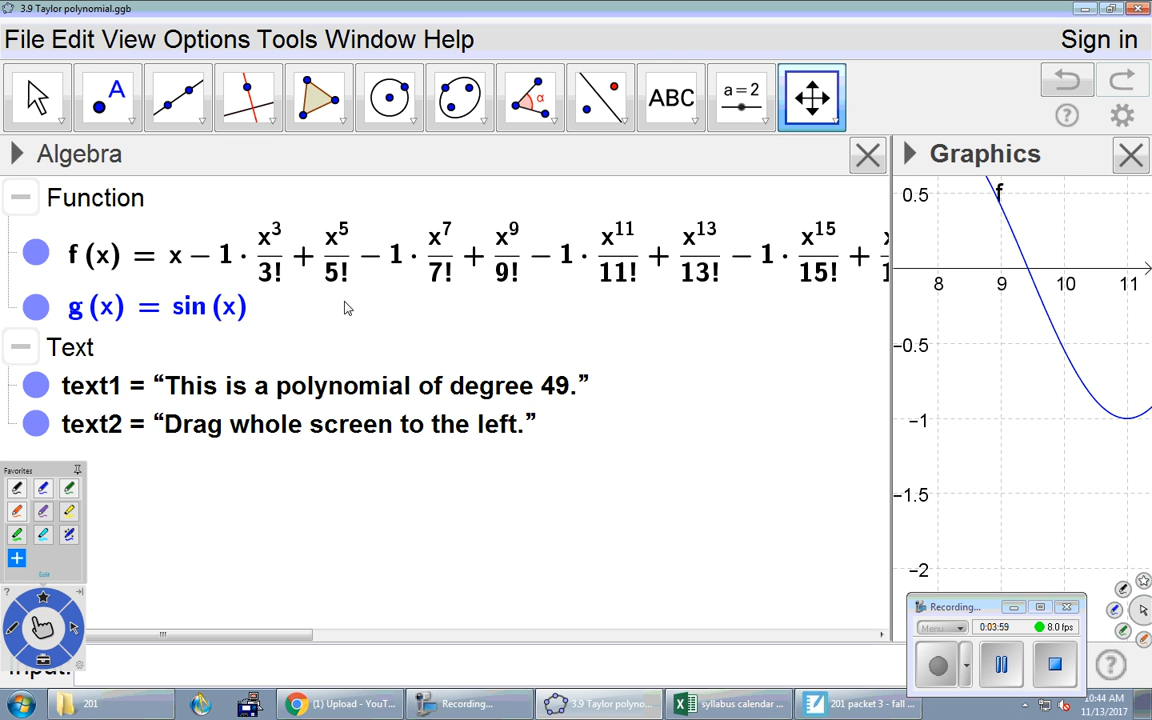 3.9 Taylor polynomial.ggb
File Edit View Options Tools Window Help
Sign in
A
α
ABC
a = 2
Algebra
Graphics
Function
f (x) = x − 1 · x³/3! + x⁵/5! − 1 · x⁷/7! + x⁹/9! − 1 · x¹¹/11! + x¹³/13! − 1 · x¹⁵/15! +
g (x) = sin (x)
Text
text1 = “This is a polynomial of degree 49.”
text2 = “Drag whole screen to the left.”
f
0.5
8 9 10 11
−0.5
−1
−1.5
−2
Favorites
Edit
Recording...
Menu
0:03:59
8.0 fps
Input:
201
(1) Upload - YouT...
Recording...
3.9 Taylor polyno...
syllabus calendar ...
201 packet 3 - fall ...
10:44 AM
11/13/2017